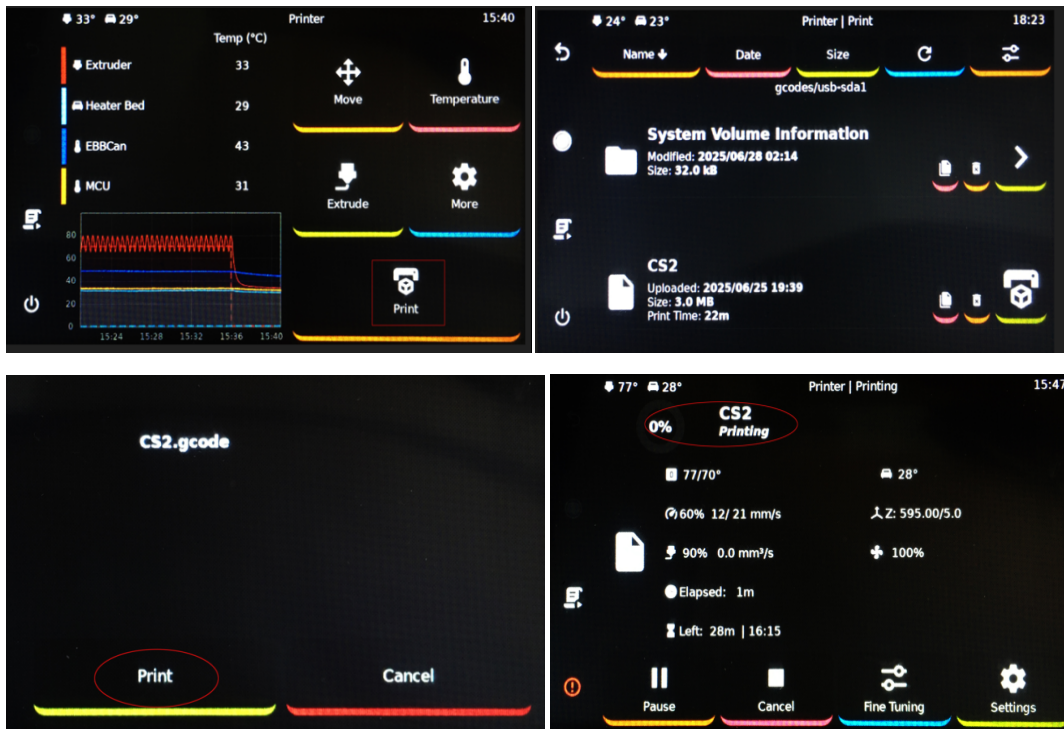 33° 29° Printer 15:40
Temp (°C)
Extruder 33
Heater Bed 29
EBBCan 43
MCU 31
80
60
40
20
0
15:24 15:28 15:32 15:36 15:40
Move Temperature
Extrude More
Print
24° 23° Printer | Print 18:23
Name Date Size
gcodes/usb-sda1
System Volume Information
Modified: 2025/06/28 02:14
Size: 32.0 kB
CS2
Uploaded: 2025/06/25 19:39
Size: 3.0 MB
Print Time: 22m
CS2.gcode
Print Cancel
77° 28° Printer | Printing 15:47
0% CS2
Printing
77/70° 28°
60% 12/ 21 mm/s Z: 595.00/5.0
90% 0.0 mm³/s 100%
Elapsed: 1m
Left: 28m | 16:15
Pause Cancel Fine Tuning Settings